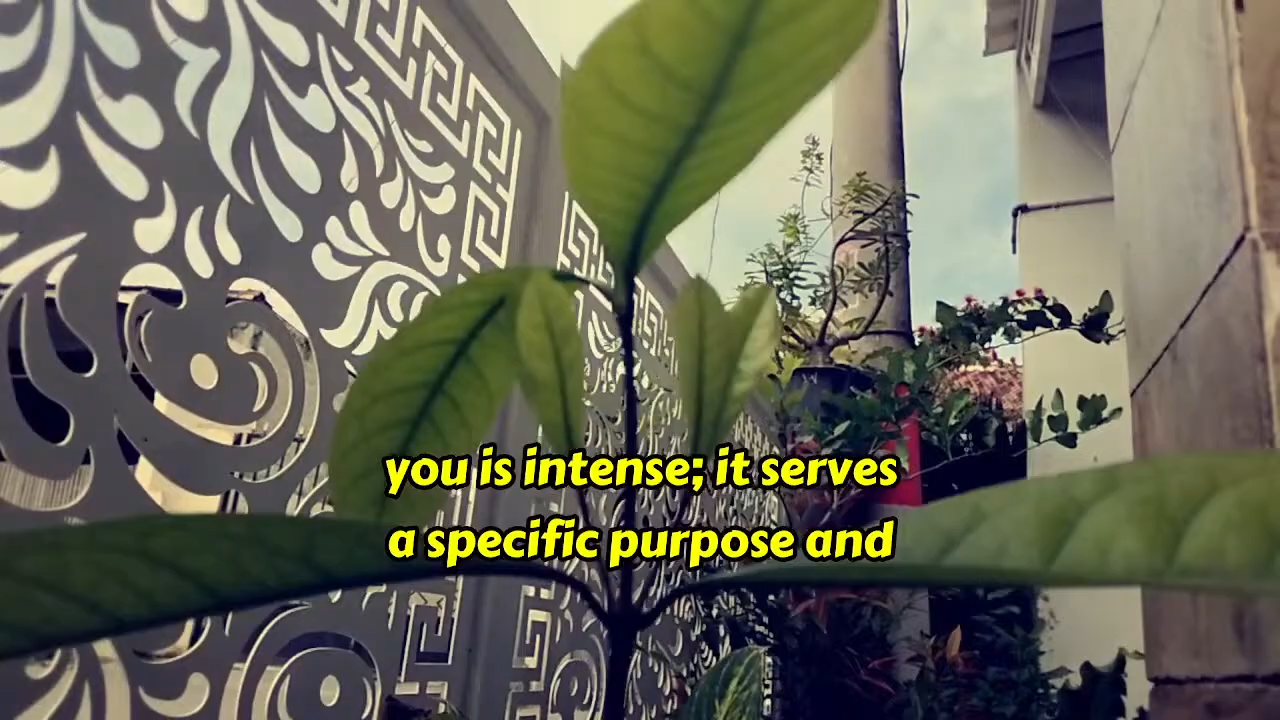 you is intense; it serves
a specific purpose and